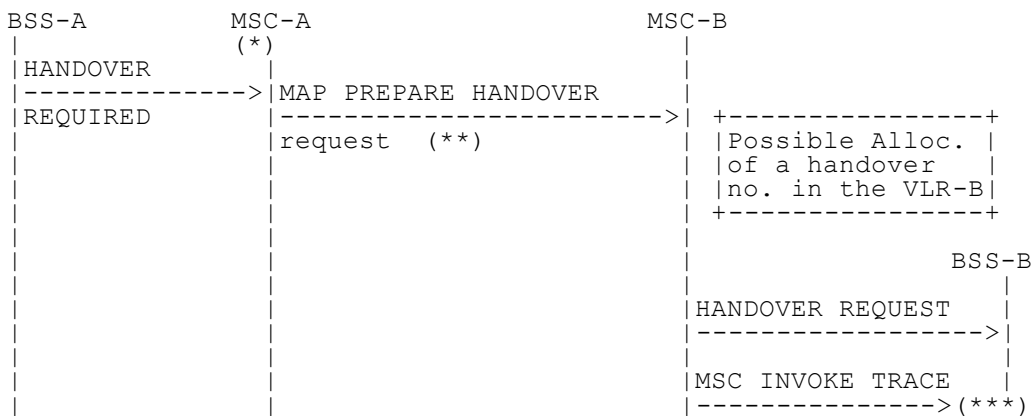 BSS-A MSC-A MSC-B
(*)
HANDOVER
MAP PREPARE HANDOVER
REQUIRED
request (**)
Possible Alloc.
of a handover
no. in the VLR-B
BSS-B
HANDOVER REQUEST
MSC INVOKE TRACE
(***)